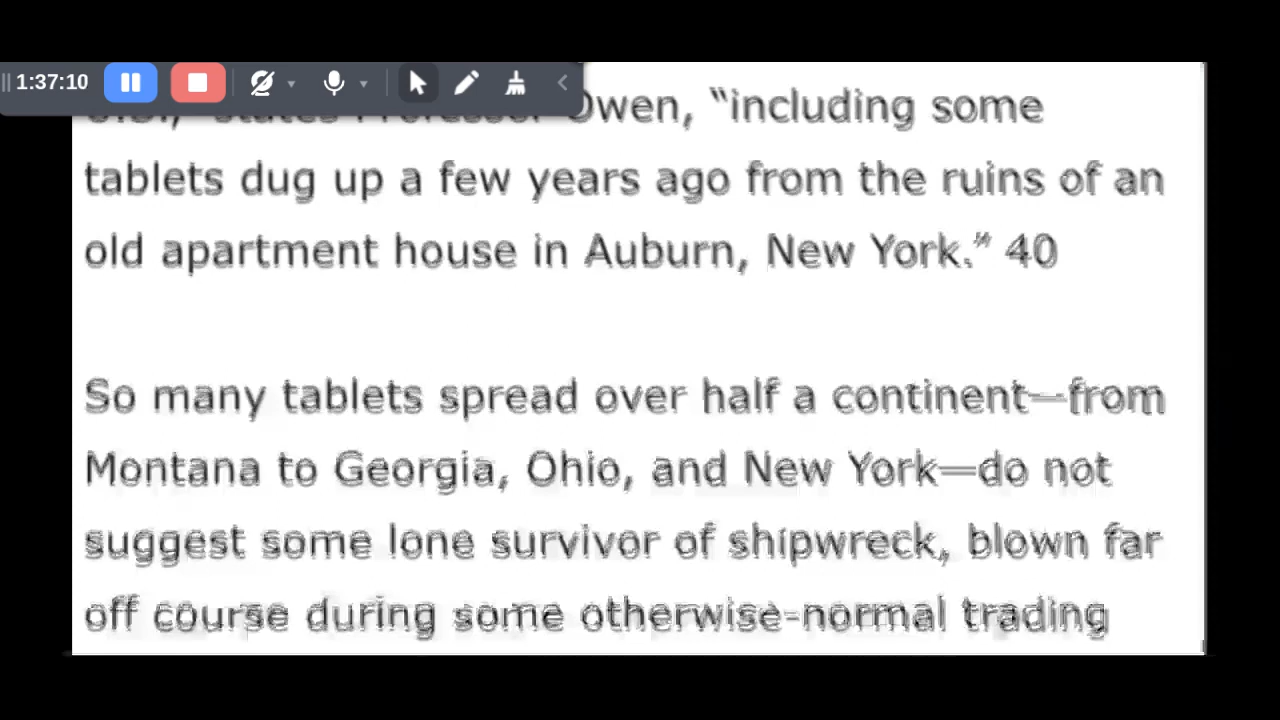 1:37:10
Owen, “including some
tablets dug up a few years ago from the ruins of an
old apartment house in Auburn, New York.” 40
So many tablets spread over half a continent—from
Montana to Georgia, Ohio, and New York—do not
suggest some lone survivor of shipwreck, blown far
off course during some otherwise-normal trading